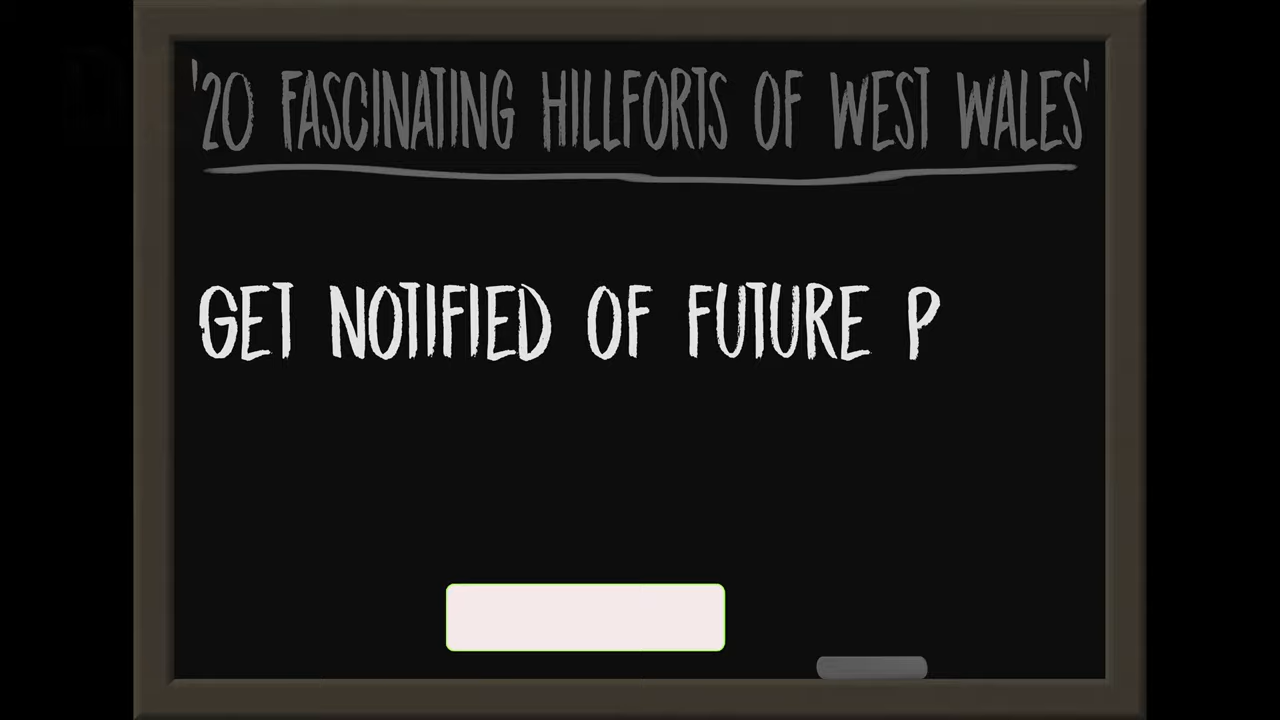 '20 FASCINATING HILLFORTS OF WEST WALES'
GET NOTIFIED OF FUTURE P